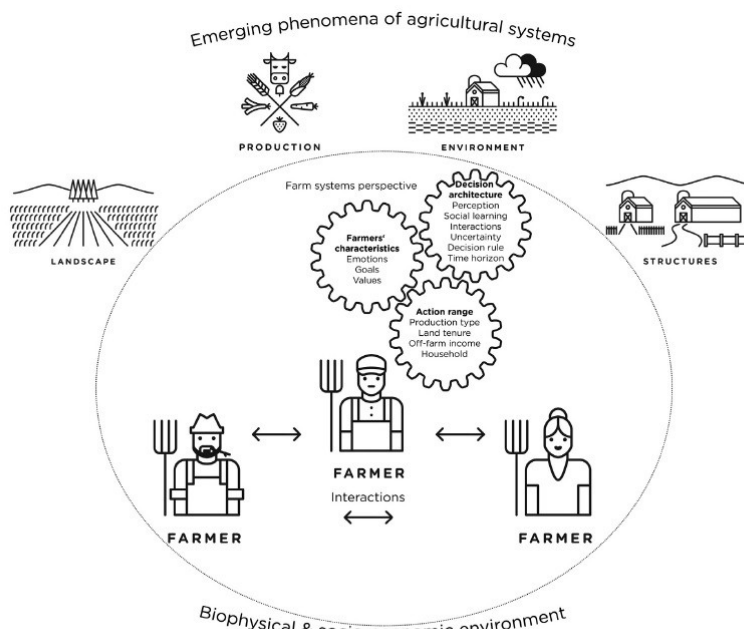 Emerging phenomena of agricultural systems
PRODUCTION
ENVIRONMENT
LANDSCAPE
STRUCTURES
Farm systems perspective
Decision
architecture
Perception
Social learning
Interactions
Uncertainty
Decision rule
Time horizon
Farmers'
characteristics
Emotions
Goals
Values
Action range
Production type
Land tenure
Off-farm income
Household
FARMER
Interactions
FARMER
FARMER
Biophysical & environment